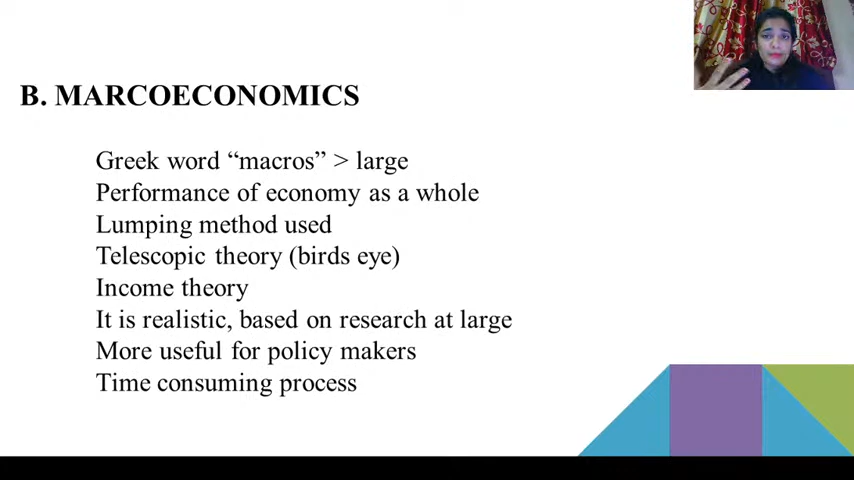 B. MARCOECONOMICS
Greek word “macros” > large
Performance of economy as a whole
Lumping method used
Telescopic theory (birds eye)
Income theory
It is realistic, based on research at large
More useful for policy makers
Time consuming process